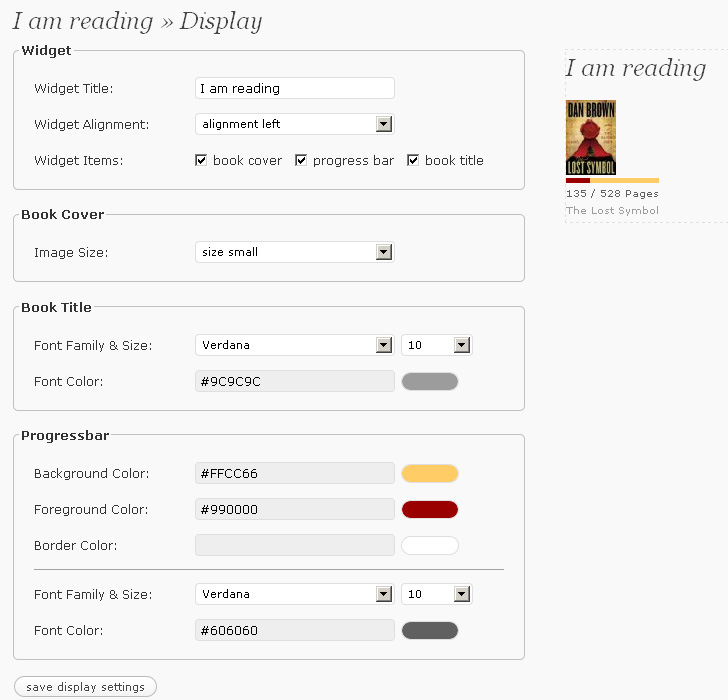 I am reading » Display
Widget
Widget Title: I am reading
Widget Alignment: alignment left
Widget Items: book cover progress bar book title
Book Cover
Image Size: size small
Book Title
Font Family & Size: Verdana 10
Font Color: #9C9C9C
Progressbar
Background Color: #FFCC66
Foreground Color: #990000
Border Color:
Font Family & Size: Verdana 10
Font Color: #606060
save display settings
I am reading
DAN BROWN
LOST SYMBOL
135 / 528 Pages
The Lost Symbol